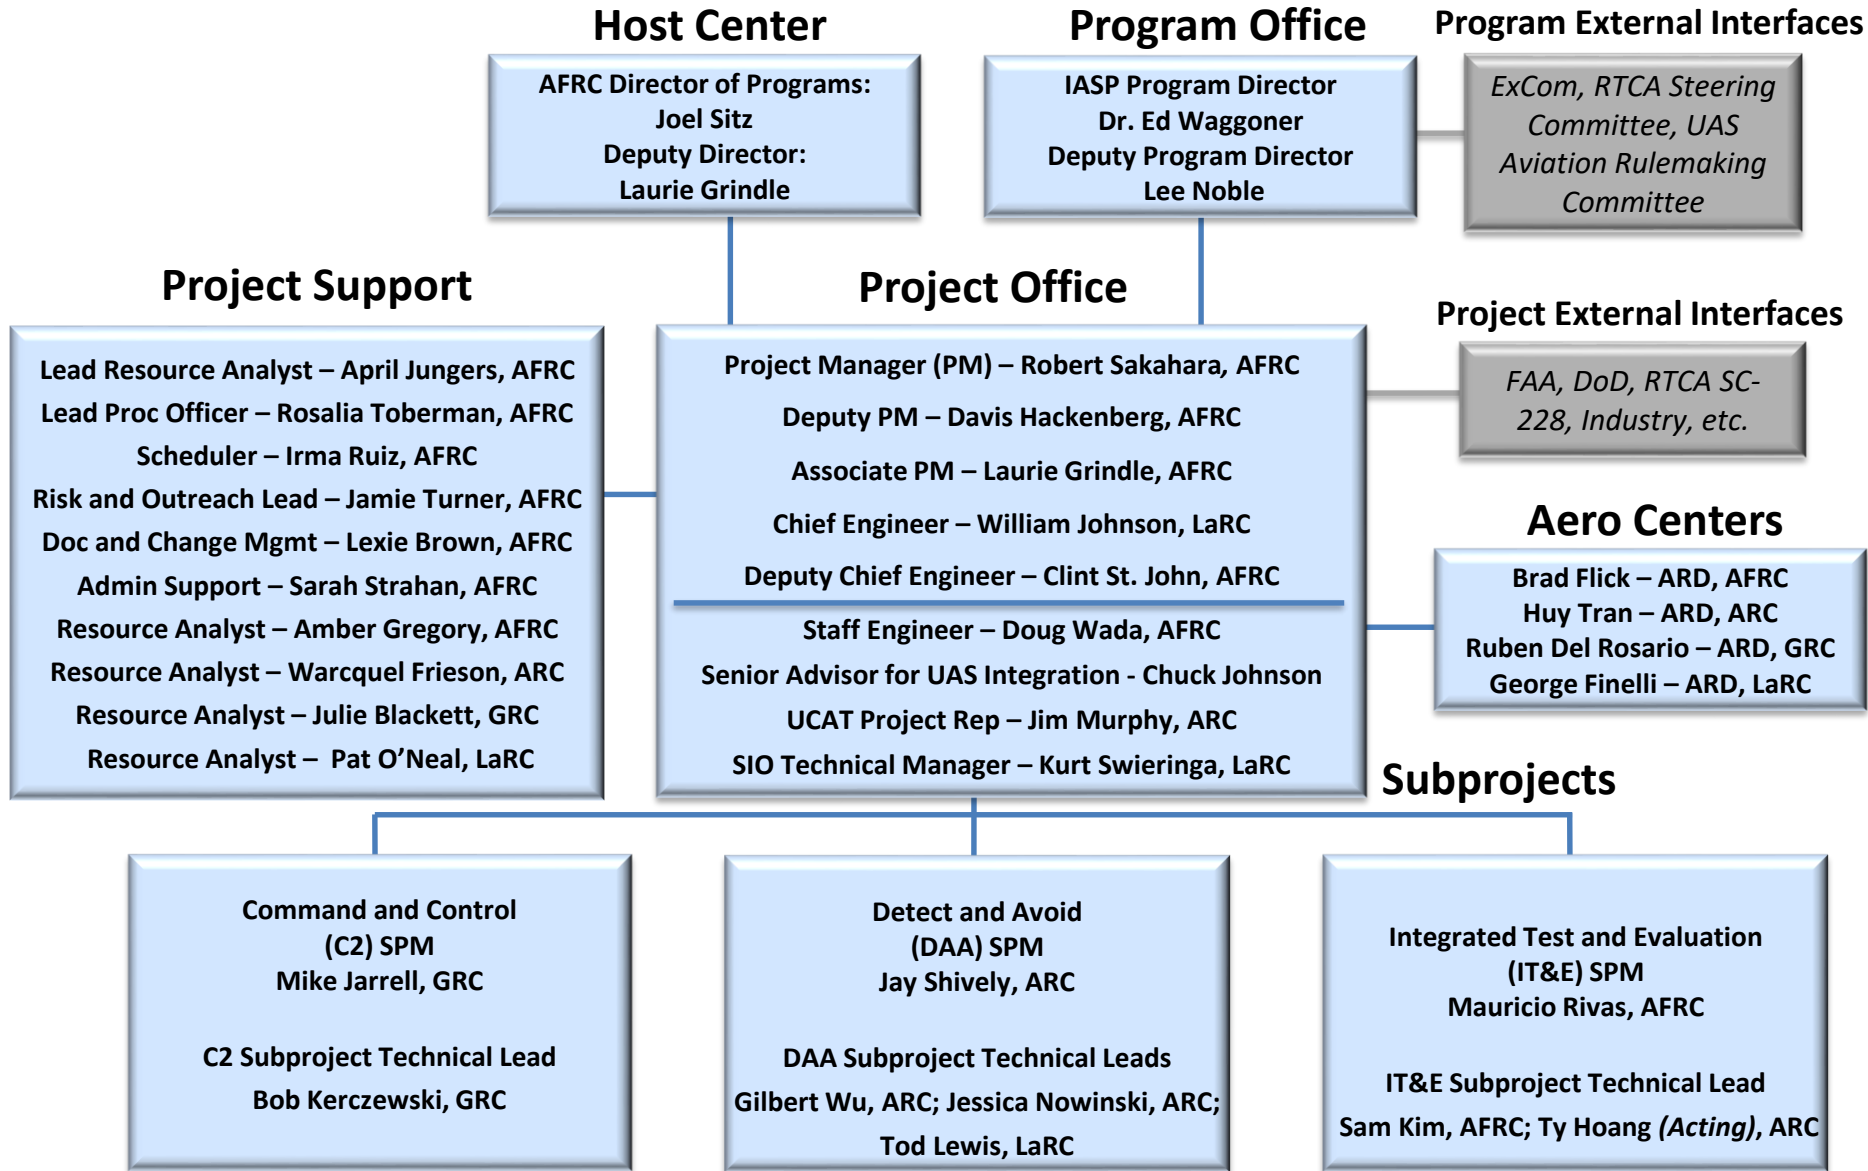 Host Center
AFRC Director of Programs:
Joel Sitz
Deputy Director:
Laurie Grindle
Program Office
IASP Program Director
Dr. Ed Waggoner
Deputy Program Director
Lee Noble
Program External Interfaces
ExCom, RTCA Steering
Committee, UAS
Aviation Rulemaking
Committee
Project Support
Lead Resource Analyst – April Jungers, AFRC
Lead Proc Officer – Rosalia Toberman, AFRC
Scheduler – Irma Ruiz, AFRC
Risk and Outreach Lead – Jamie Turner, AFRC
Doc and Change Mgmt – Lexie Brown, AFRC
Admin Support – Sarah Strahan, AFRC
Resource Analyst – Amber Gregory, AFRC
Resource Analyst – Warcquel Frieson, ARC
Resource Analyst – Julie Blackett, GRC
Resource Analyst – Pat O’Neal, LaRC
Project Office
Project Manager (PM) – Robert Sakahara, AFRC
Deputy PM – Davis Hackenberg, AFRC
Associate PM – Laurie Grindle, AFRC
Chief Engineer – William Johnson, LaRC
Deputy Chief Engineer – Clint St. John, AFRC
Staff Engineer – Doug Wada, AFRC
Senior Advisor for UAS Integration - Chuck Johnson
UCAT Project Rep – Jim Murphy, ARC
SIO Technical Manager – Kurt Swieringa, LaRC
Project External Interfaces
FAA, DoD, RTCA SC-
228, Industry, etc.
Aero Centers
Brad Flick – ARD, AFRC
Huy Tran – ARD, ARC
Ruben Del Rosario – ARD, GRC
George Finelli – ARD, LaRC
Subprojects
Command and Control
(C2) SPM
Mike Jarrell, GRC
C2 Subproject Technical Lead
Bob Kerczewski, GRC
Detect and Avoid
(DAA) SPM
Jay Shively, ARC
DAA Subproject Technical Leads
Gilbert Wu, ARC; Jessica Nowinski, ARC;
Tod Lewis, LaRC
Integrated Test and Evaluation
(IT&E) SPM
Mauricio Rivas, AFRC
IT&E Subproject Technical Lead
Sam Kim, AFRC; Ty Hoang (Acting), ARC